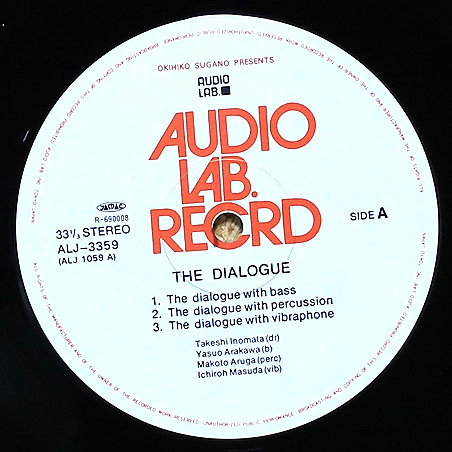 OKIHIKO SUGANO PRESENTS
AUDIO
LAB.
AUDIO
LAB.
RECRD
R-690008
33⅓ STEREO
ALJ-3359
(ALJ 1059 A)
SIDE A
THE DIALOGUE
1. The dialogue with bass
2. The dialogue with percussion
3. The dialogue with vibraphone
Takeshi Inomata (dr)
Yasuo Arakawa (b)
Makoto Aruga (perc)
Ichiroh Masuda (vib)
ALL RIGHTS OF THE MANUFACTURER AND OF THE OWNER OF THE RECORDED WORK RESERVED. UNAUTHORIZED PUBLIC PERFORMANCE BROADCASTING AND COPYING OF THIS RECORD PROHIBITED